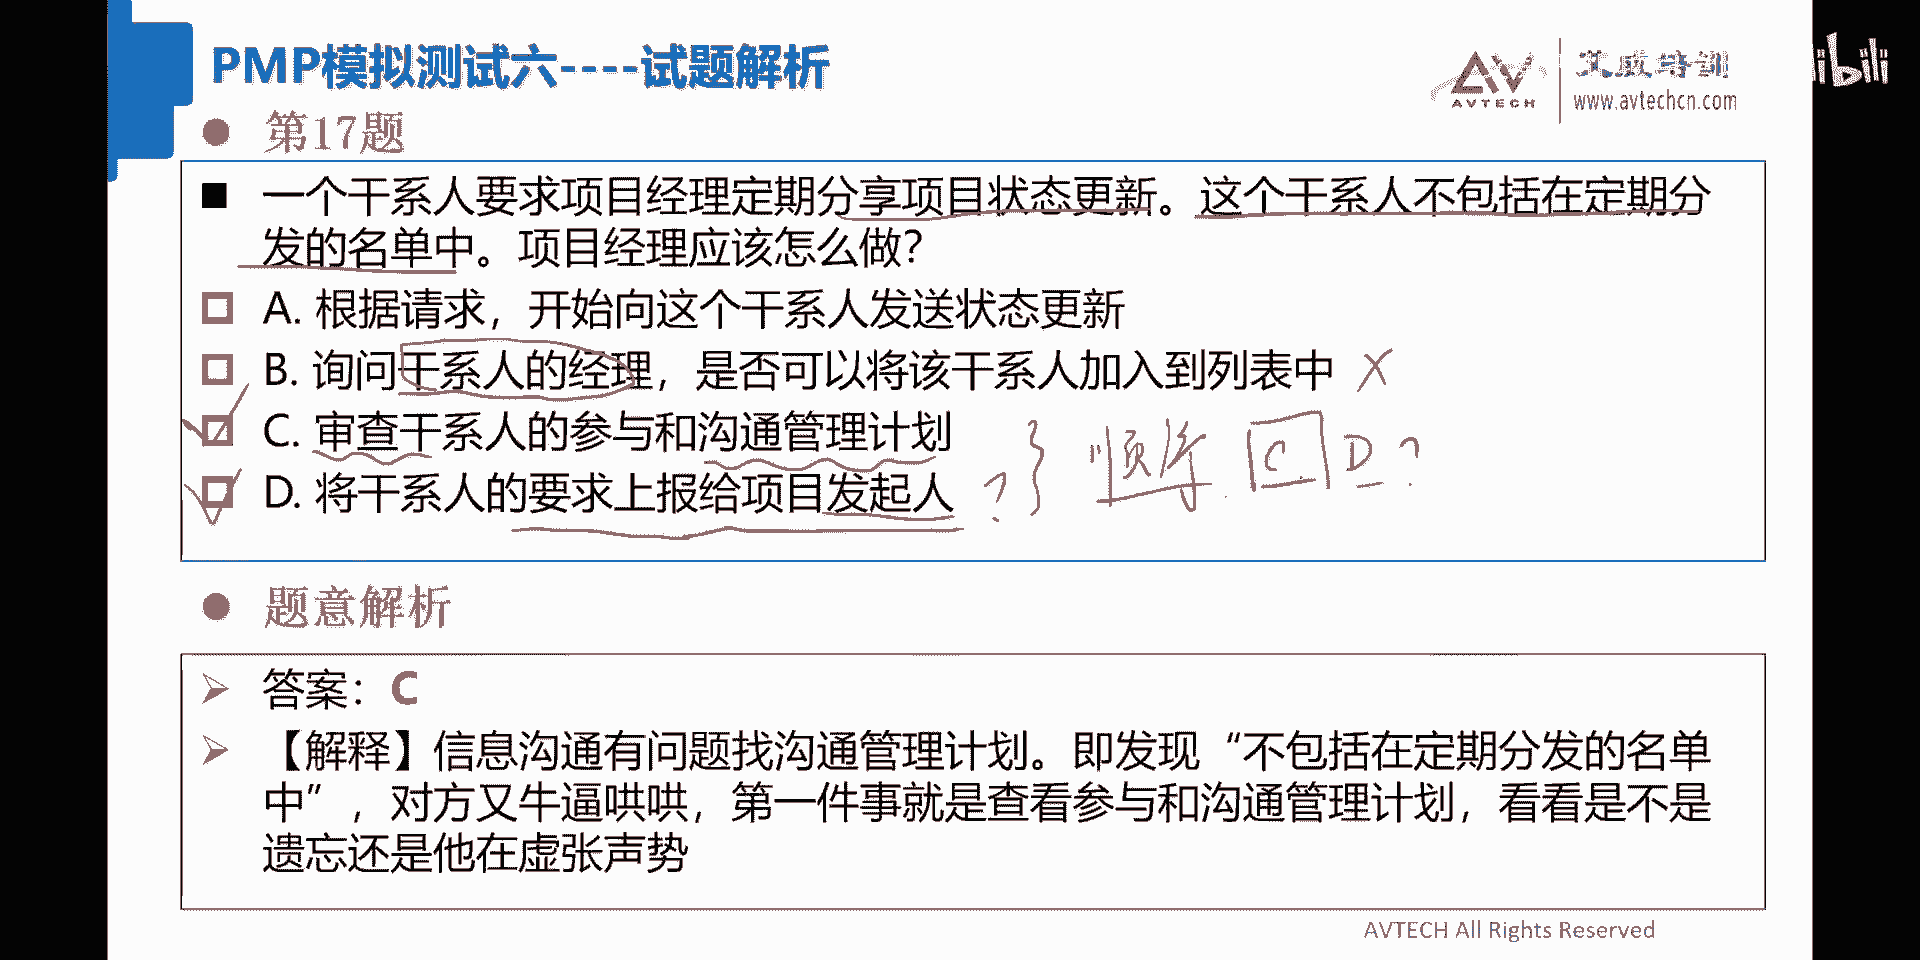 PMP模拟测试六----试题解析
AVTECH
艾威培训
www.avtechcn.com
第17题
■ 一个干系人要求项目经理定期分享项目状态更新。这个干系人不包括在定期分
发的名单中。项目经理应该怎么做？
A. 根据请求，开始向这个干系人发送状态更新
B. 询问干系人的经理，是否可以将该干系人加入到列表中 ×
C. 审查干系人的参与和沟通管理计划
D. 将干系人的要求上报给项目发起人 ?
顺序 C D ?
题意解析
答案：C
【解释】信息沟通有问题找沟通管理计划。即发现“不包括在定期分发的名单
中”，对方又牛逼哄哄，第一件事就是查看参与和沟通管理计划，看看是不是
遗忘还是他在虚张声势
AVTECH All Rights Reserved